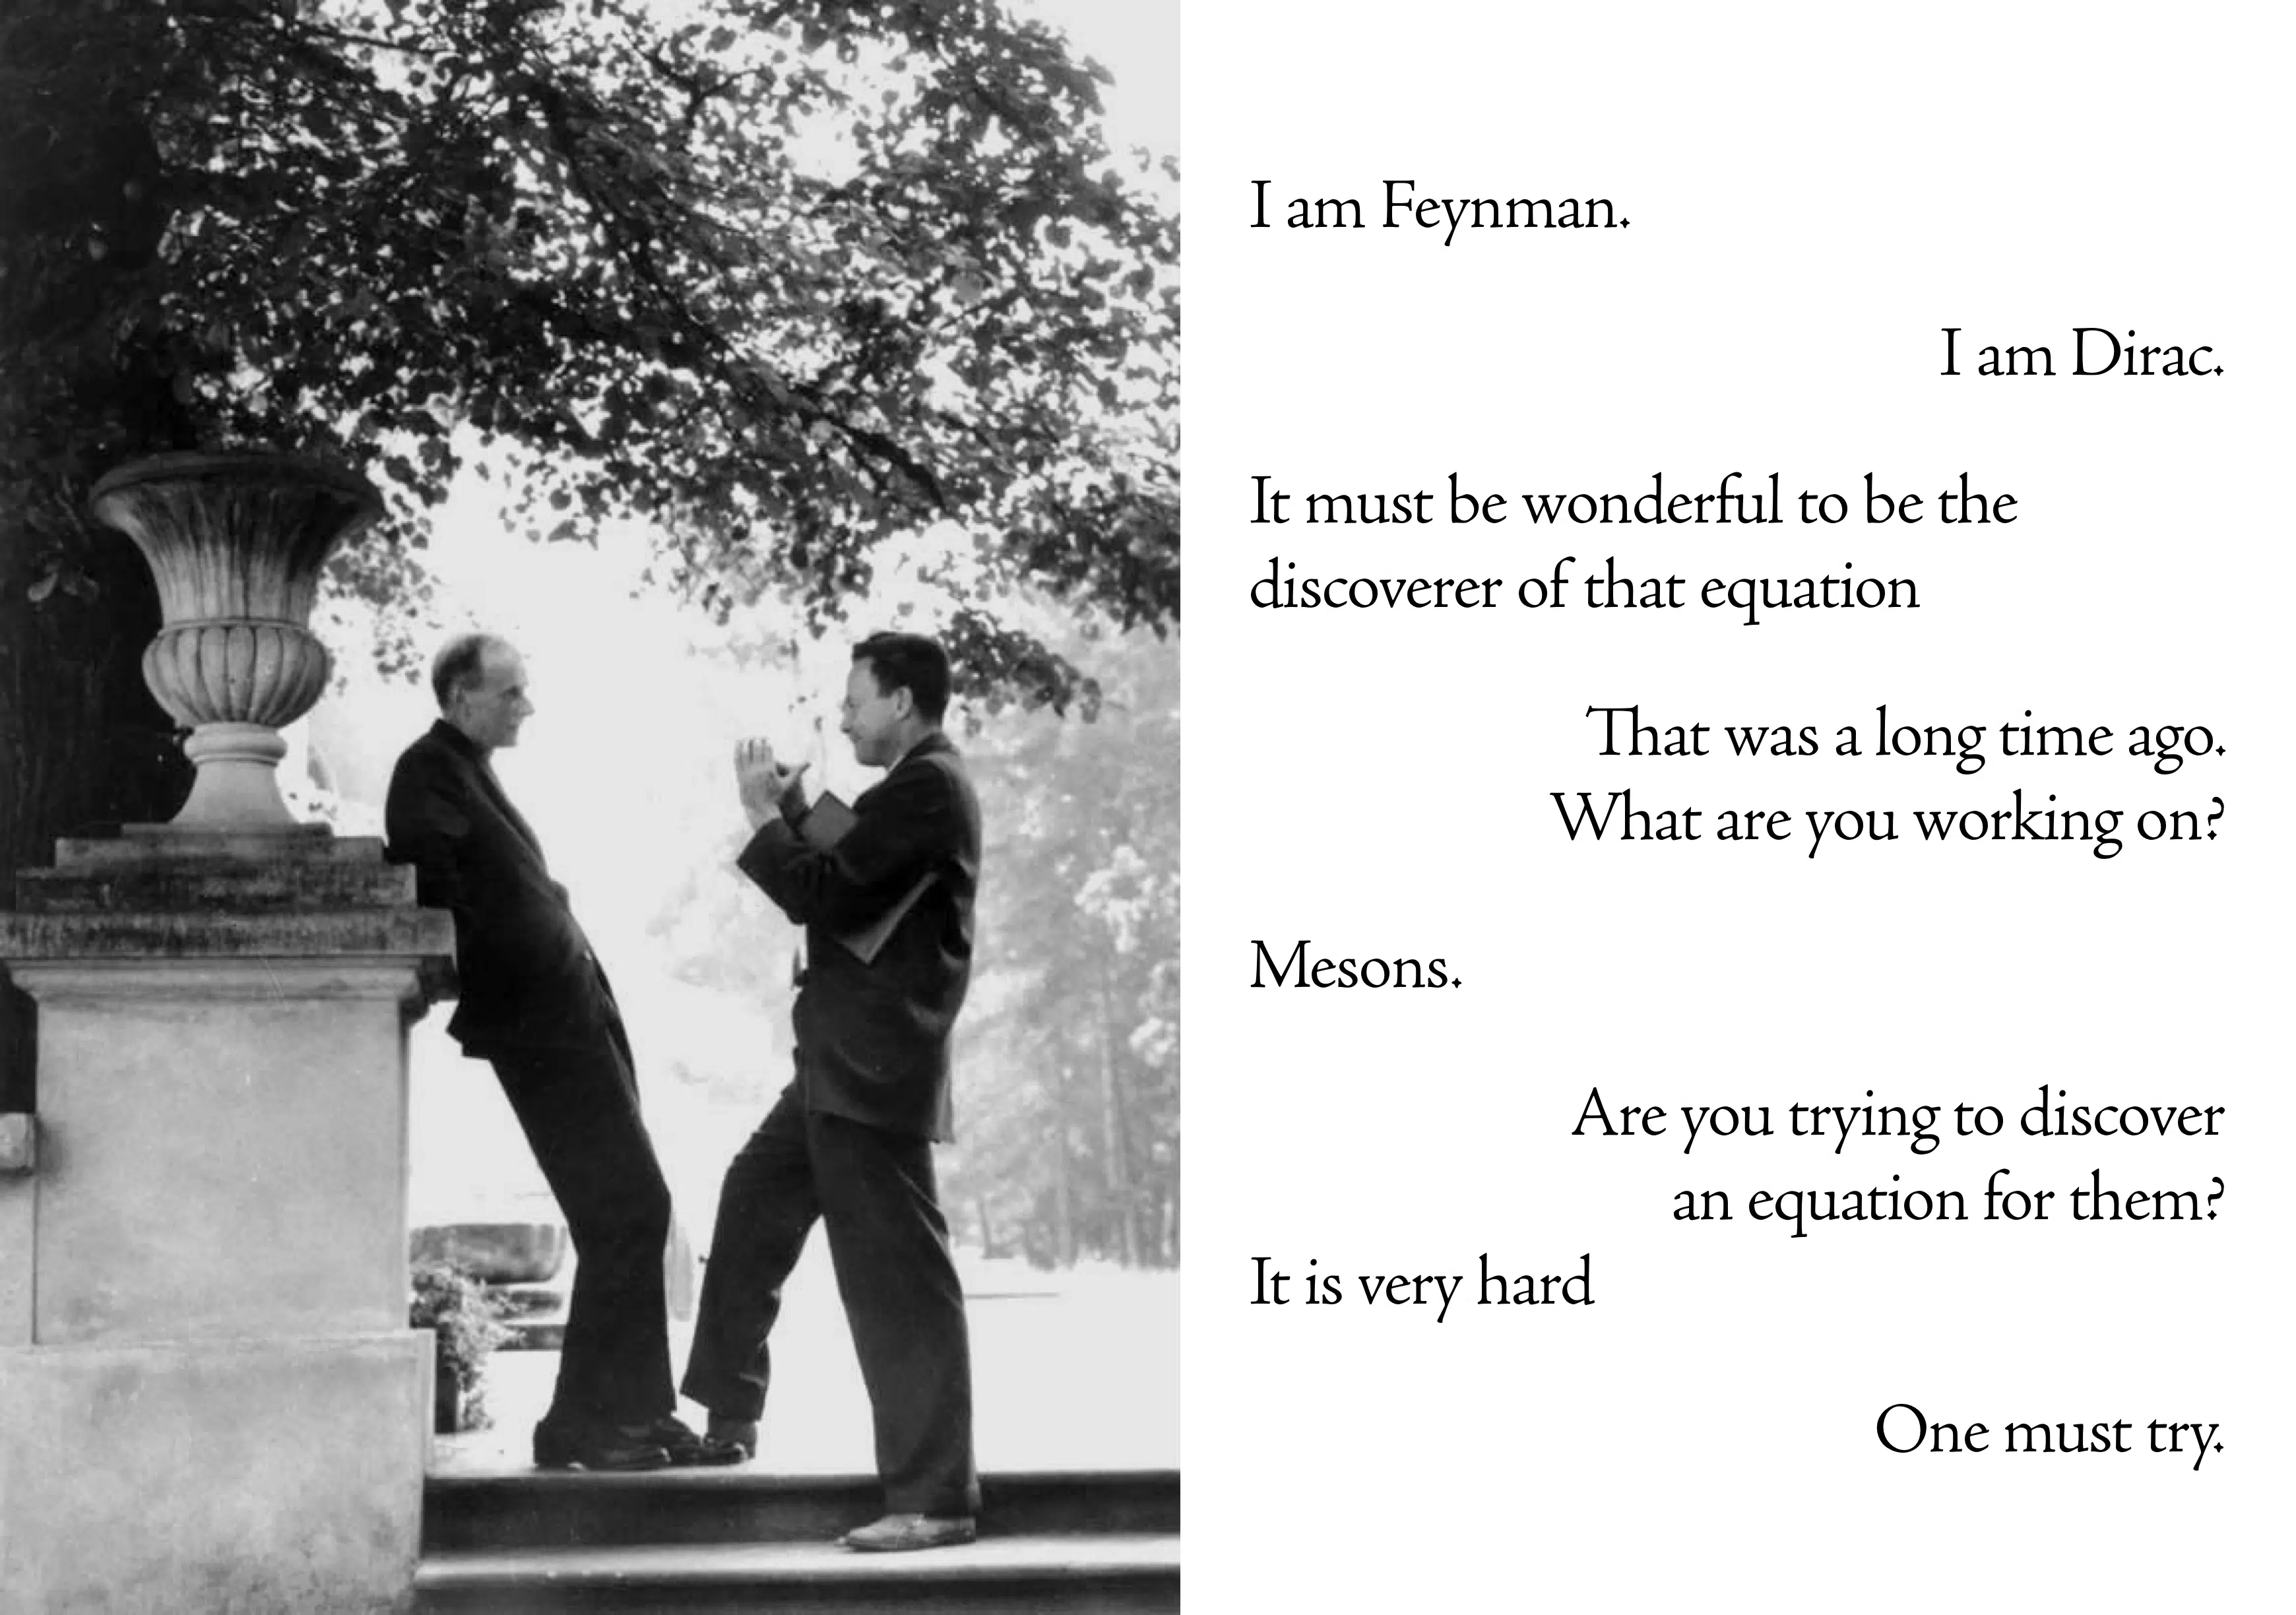 I am Feynman.
I am Dirac.
It must be wonderful to be the
discoverer of that equation
That was a long time ago.
What are you working on?
Mesons.
Are you trying to discover
an equation for them?
It is very hard
One must try.